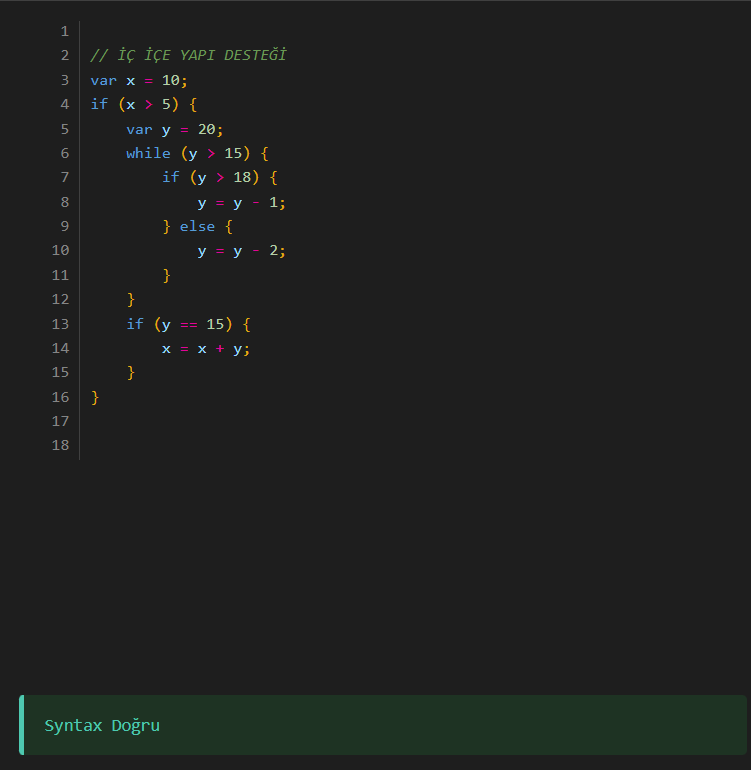 1
2 // İÇ İÇE YAPI DESTEĞİ
3 var x = 10;
4 if (x > 5) {
5     var y = 20;
6     while (y > 15) {
7         if (y > 18) {
8             y = y - 1;
9         } else {
10             y = y - 2;
11         }
12     }
13     if (y == 15) {
14         x = x + y;
15     }
16 }
17
18
Syntax Doğru